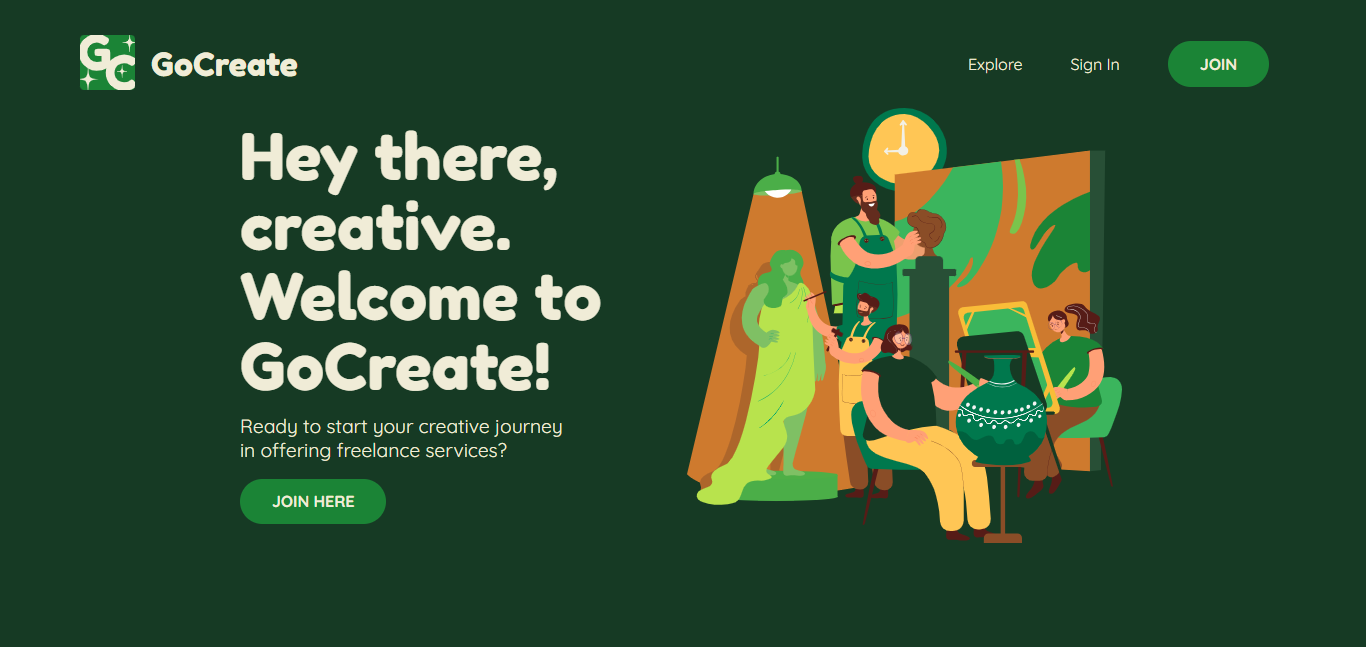 GC
GoCreate
Explore
Sign In
JOIN
Hey there,
creative.
Welcome to
GoCreate!
Ready to start your creative journey
in offering freelance services?
JOIN HERE